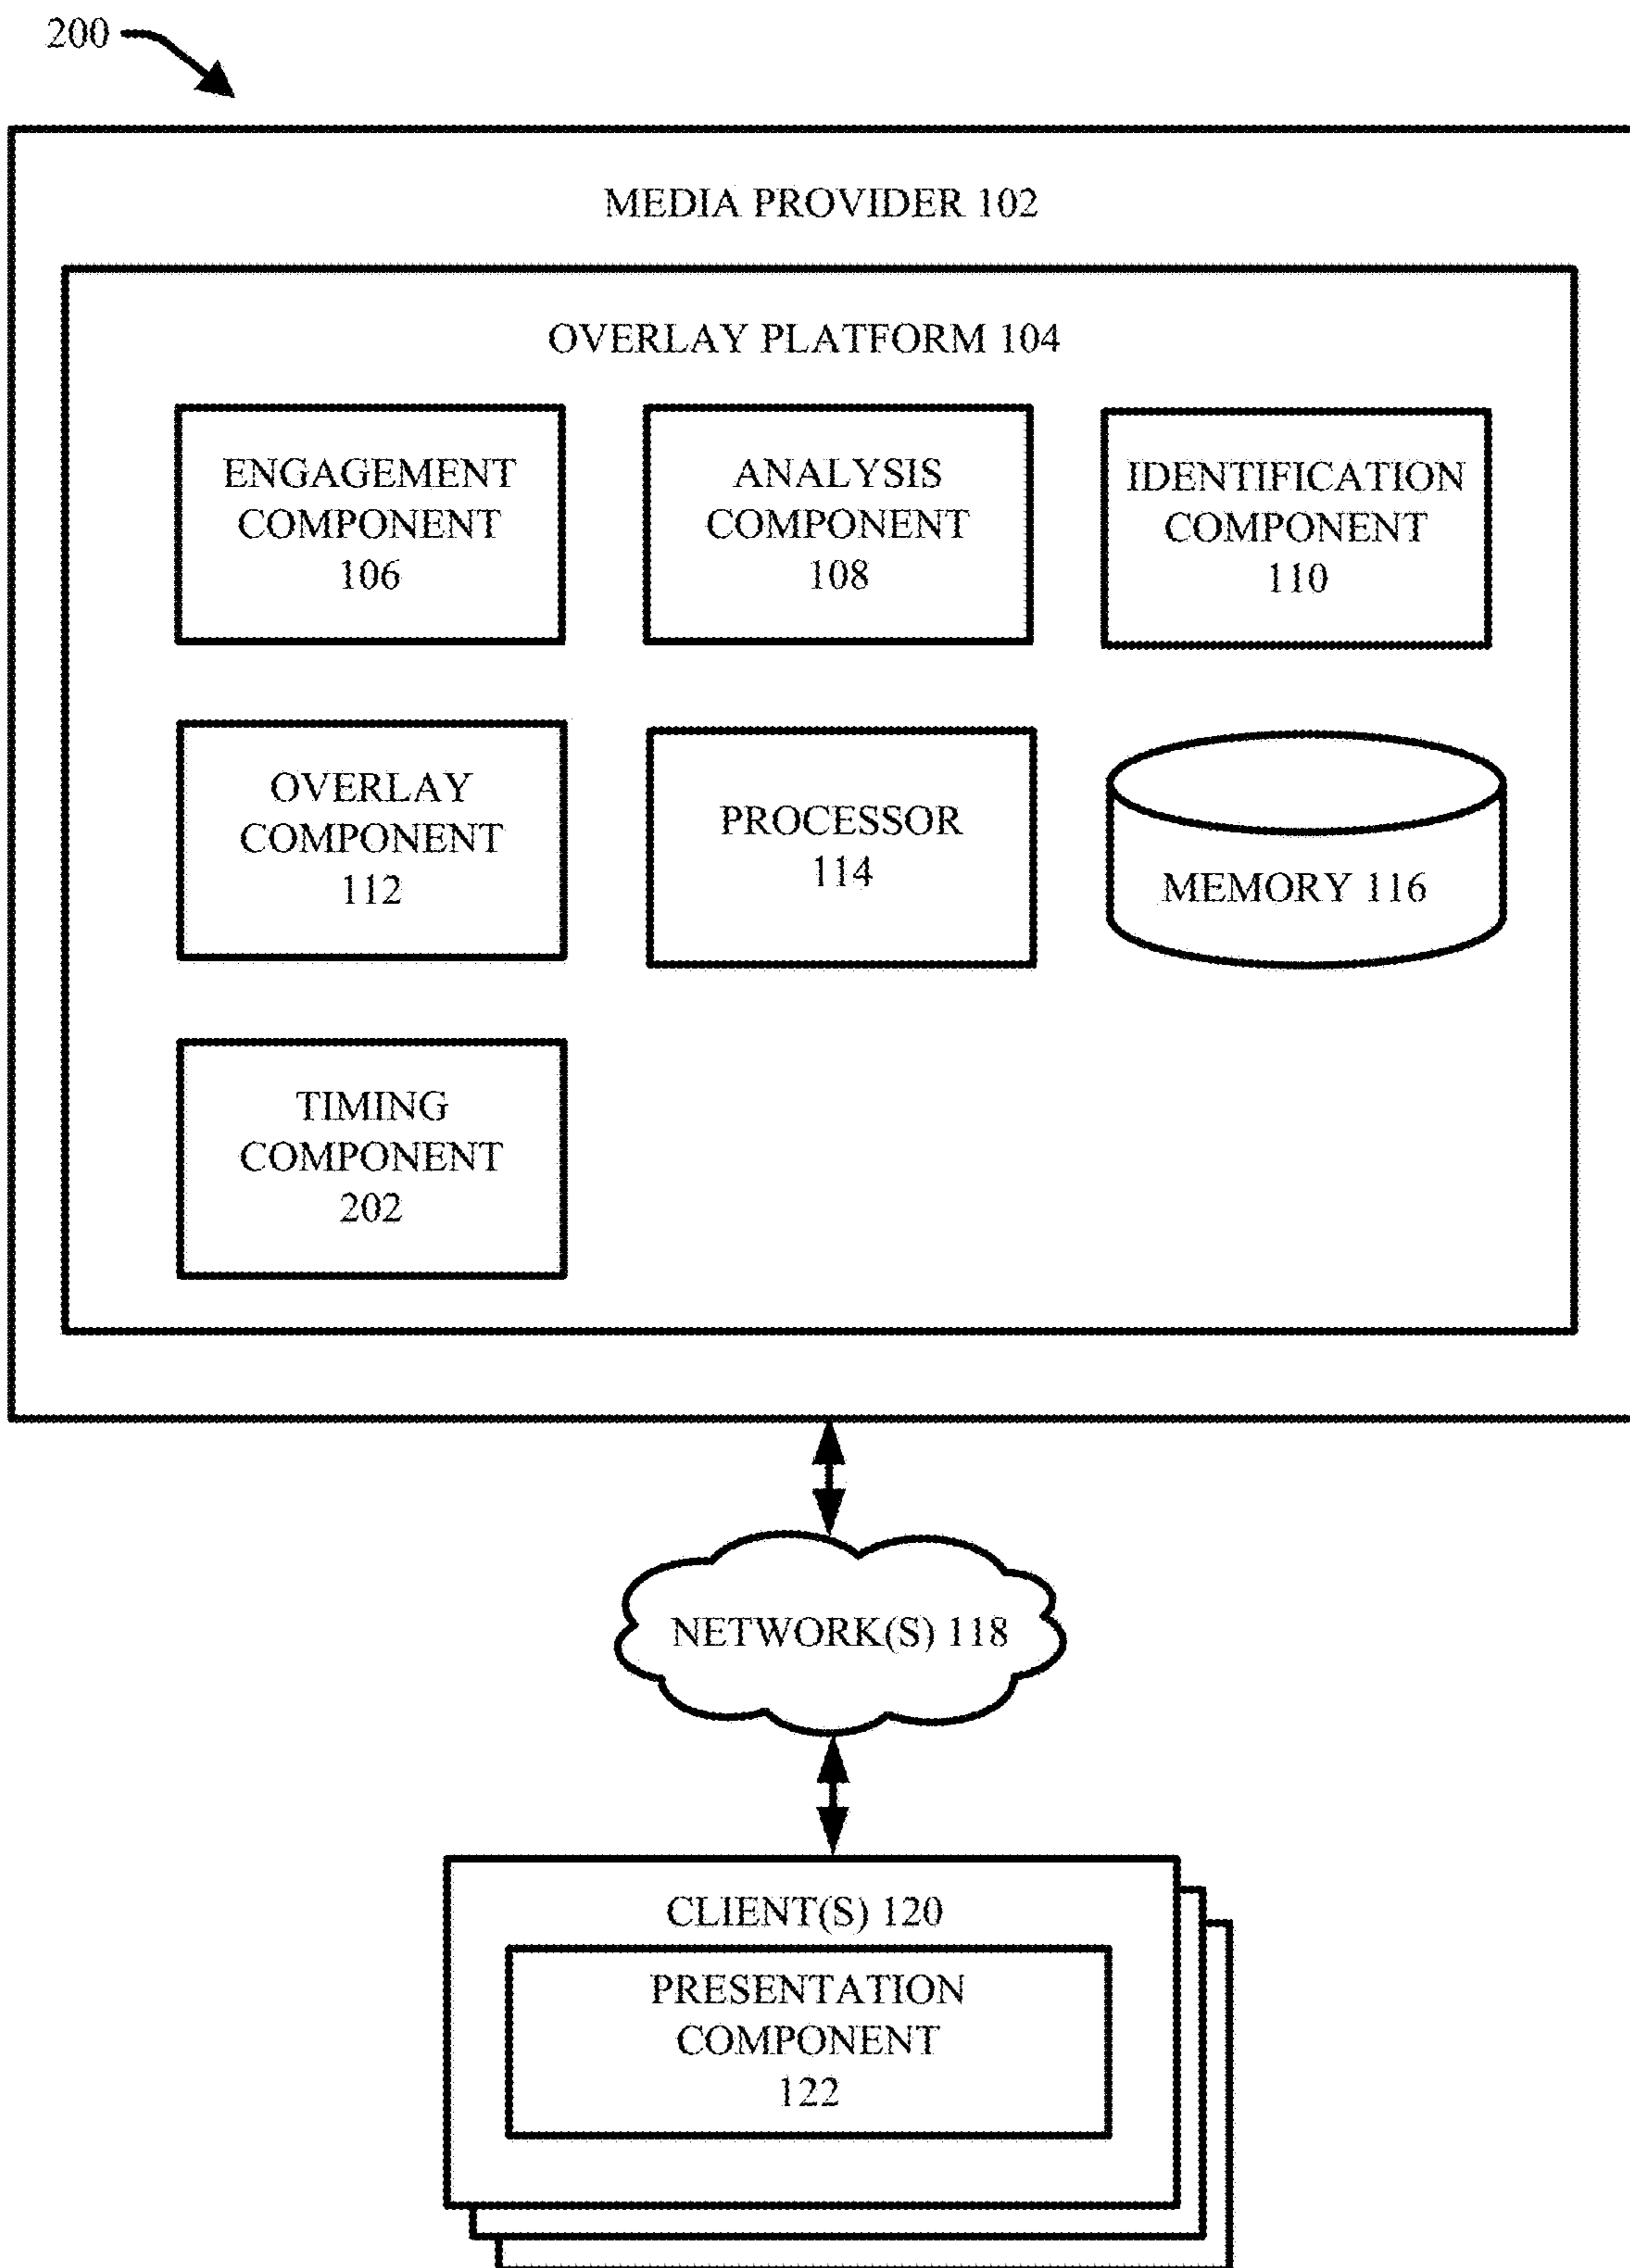 200
MEDIA PROVIDER 102
OVERLAY PLATFORM 104
ENGAGEMENT
COMPONENT
106
ANALYSIS
COMPONENT
108
IDENTIFICATION
COMPONENT
110
OVERLAY
COMPONENT
112
PROCESSOR
114
MEMORY 116
TIMING
COMPONENT
202
NETWORK(S) 118
CLIENT(S) 120
PRESENTATION
COMPONENT
122